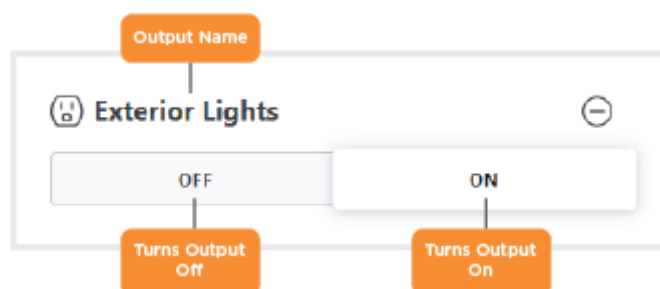 Output Name
Exterior Lights
OFF ON
Turns Output
Off
Turns Output
On